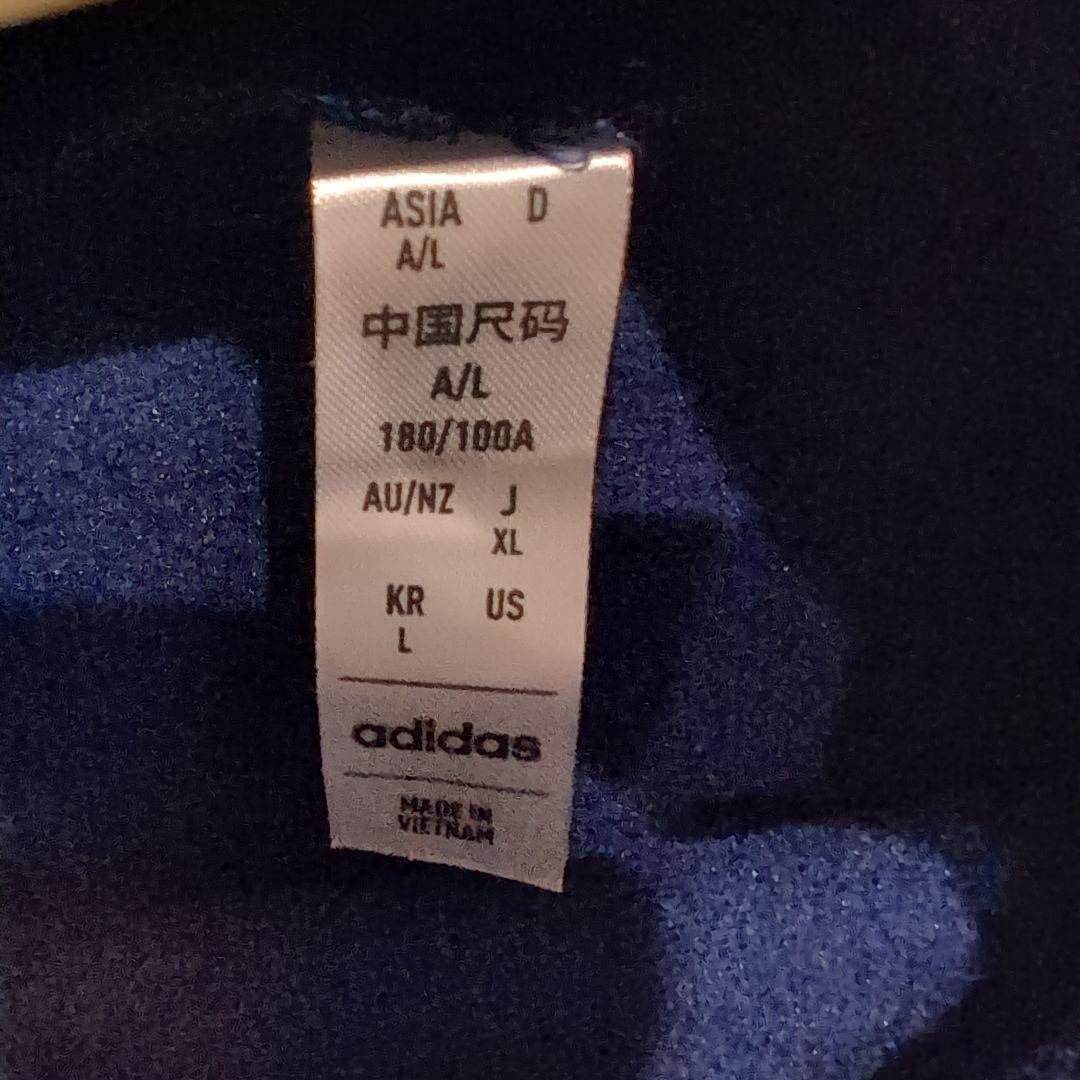 ASIA D
A/L
中国尺码
A/L
180/100A
AU/NZ J
XL
KR US
L
adidas
MADE IN
VIETNAM